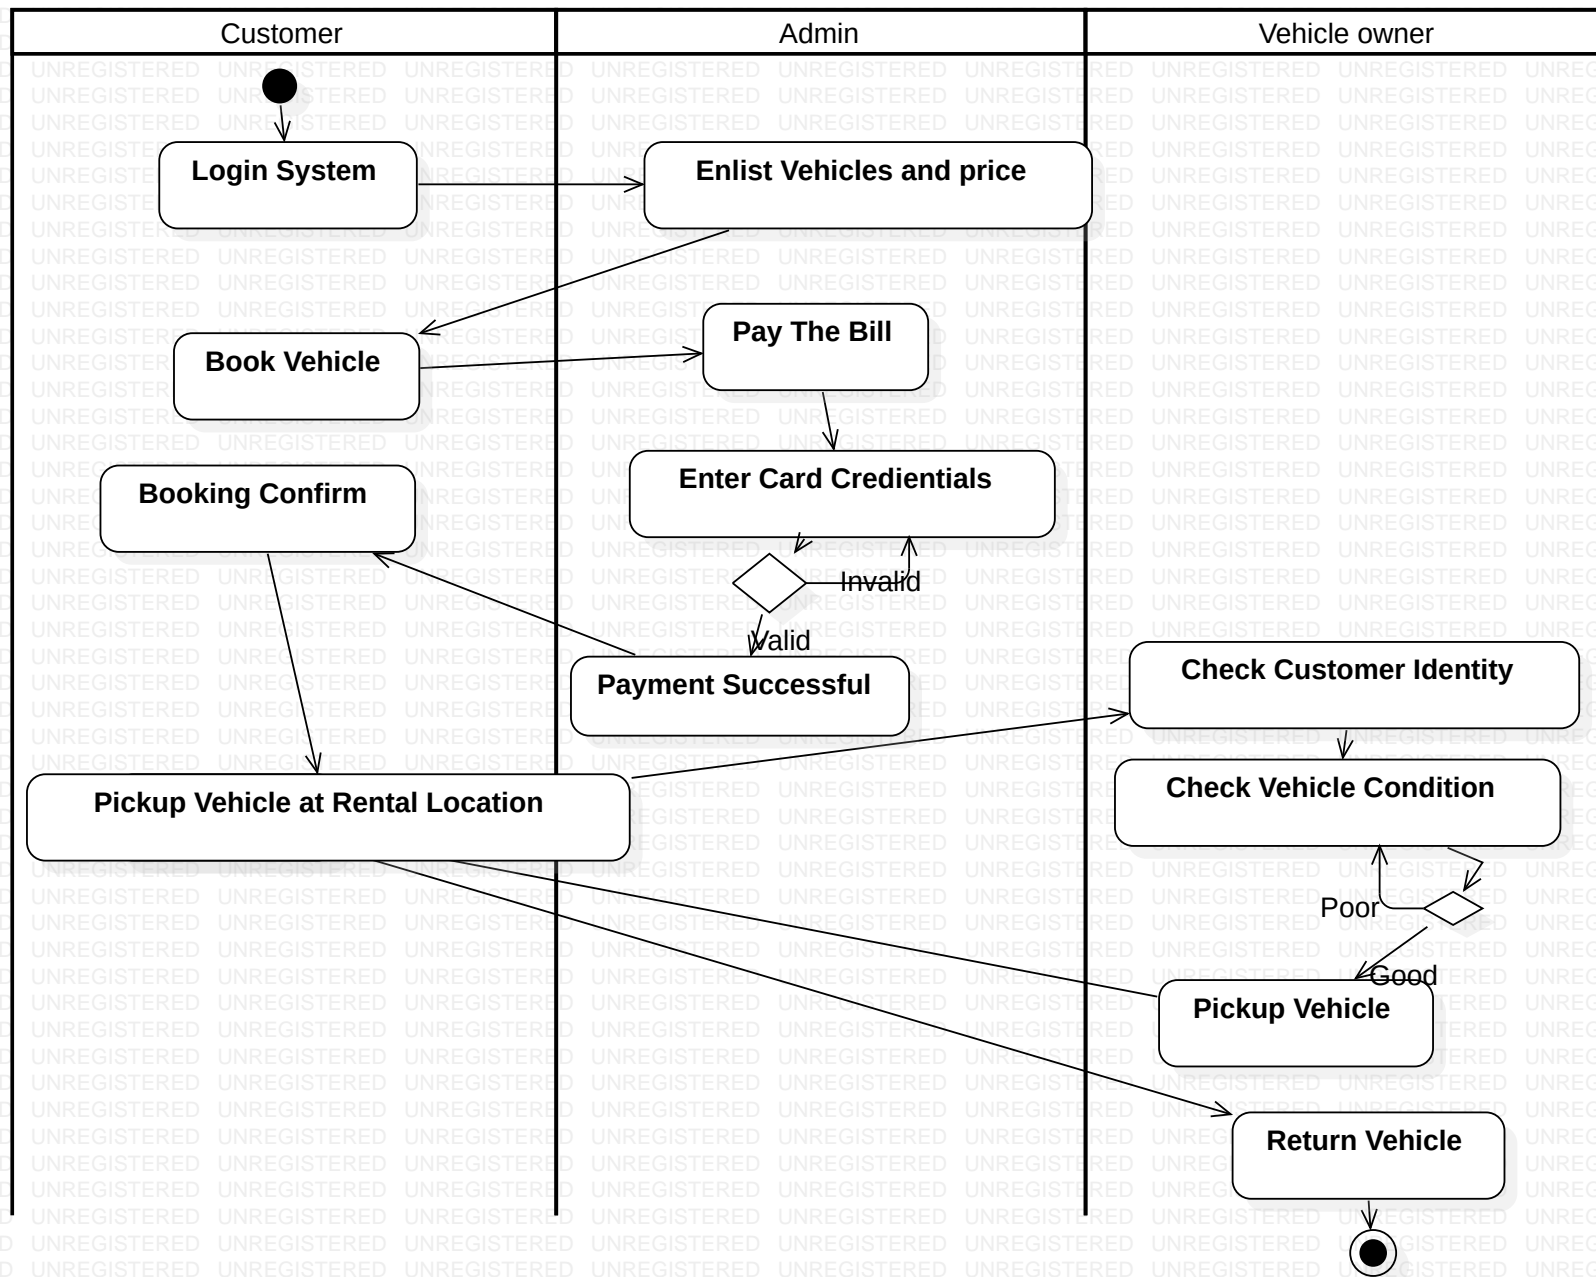 Customer
Admin
Vehicle owner
Login System
Enlist Vehicles and price
Pay The Bill
Book Vehicle
Enter Card Credientials
Booking Confirm
Invalid
Valid
Payment Successful
Check Customer Identity
Check Vehicle Condition
Pickup Vehicle at Rental Location
Poor
Good
Pickup Vehicle
Return Vehicle
UNREGISTERED